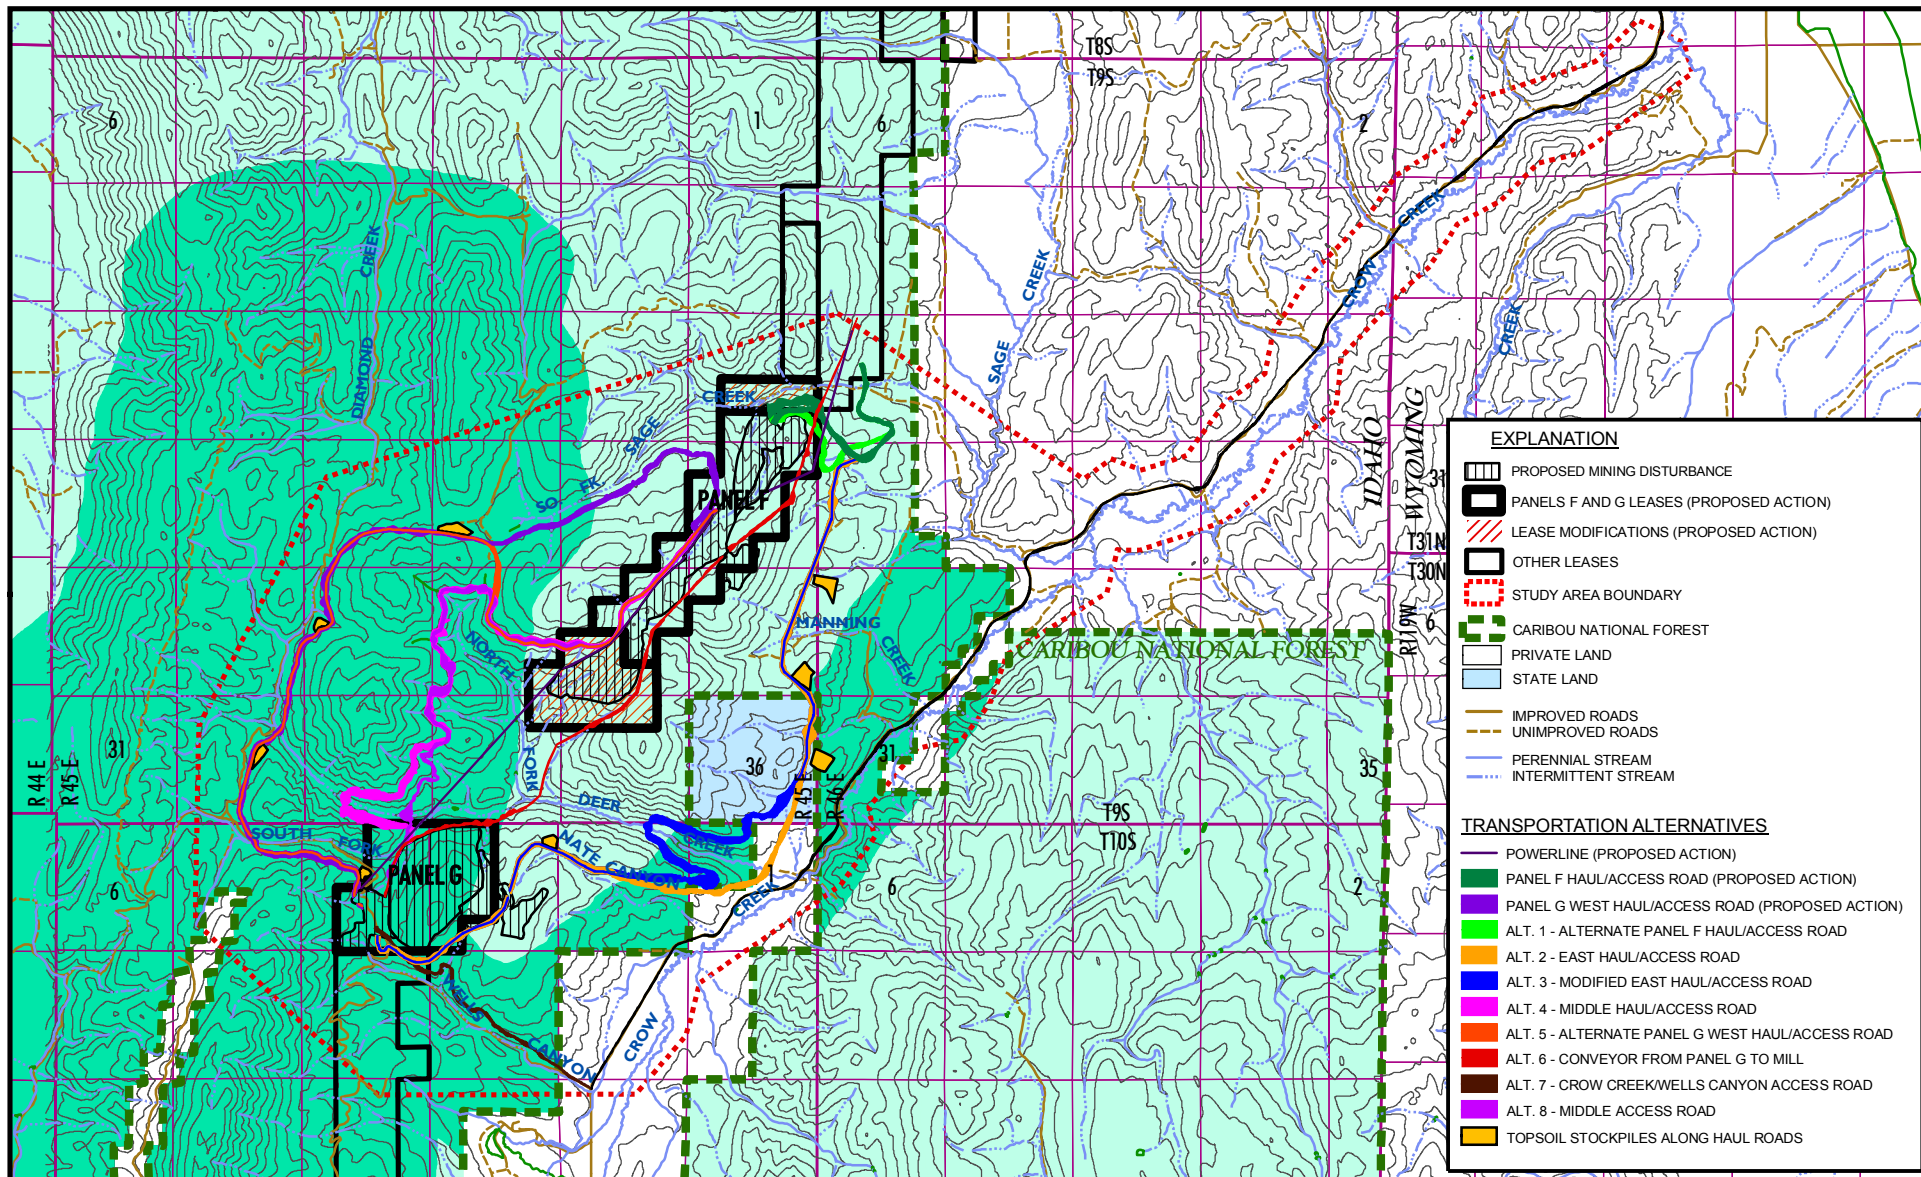 T8S
T9S
6
1
6
2
CREEK
DIAMOND
CREEK
SAGE
CREEK
CROW
CREEK
DIAMOND
CREEK
SAGE
SO. FK.
PANEL F
IDAHO
WYOMING
31
T31N
T30N
R119W
6
MANNING
CREEK
CARIBOU NATIONAL FOREST
NORTH
FORK
31
R 44 E
R 45 E
36
R 45 E
R 46 E
31
35
DEER
CREEK
T9S
T10S
SOUTH
FORK
NATE CANYON
PANEL G
6
1
6
2
CREEK
WELLS
CANYON
CROW
EXPLANATION
PROPOSED MINING DISTURBANCE
PANELS F AND G LEASES (PROPOSED ACTION)
LEASE MODIFICATIONS (PROPOSED ACTION)
OTHER LEASES
STUDY AREA BOUNDARY
CARIBOU NATIONAL FOREST
PRIVATE LAND
STATE LAND
IMPROVED ROADS
UNIMPROVED ROADS
PERENNIAL STREAM
INTERMITTENT STREAM
TRANSPORTATION ALTERNATIVES
POWERLINE (PROPOSED ACTION)
PANEL F HAUL/ACCESS ROAD (PROPOSED ACTION)
PANEL G WEST HAUL/ACCESS ROAD (PROPOSED ACTION)
ALT. 1 - ALTERNATE PANEL F HAUL/ACCESS ROAD
ALT. 2 - EAST HAUL/ACCESS ROAD
ALT. 3 - MODIFIED EAST HAUL/ACCESS ROAD
ALT. 4 - MIDDLE HAUL/ACCESS ROAD
ALT. 5 - ALTERNATE PANEL G WEST HAUL/ACCESS ROAD
ALT. 6 - CONVEYOR FROM PANEL G TO MILL
ALT. 7 - CROW CREEK/WELLS CANYON ACCESS ROAD
ALT. 8 - MIDDLE ACCESS ROAD
TOPSOIL STOCKPILES ALONG HAUL ROADS